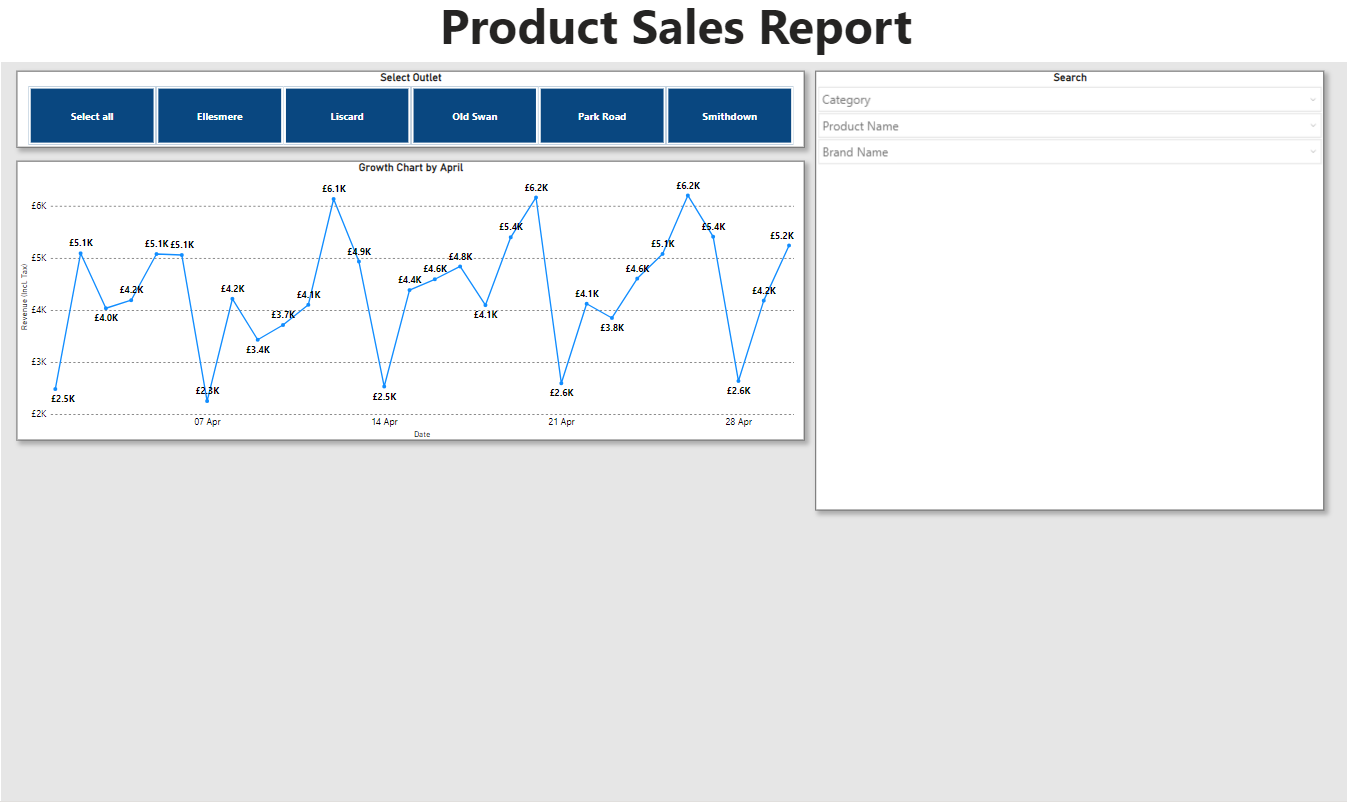 Product Sales Report
Select Outlet
Select all
Ellesmere
Liscard
Old Swan
Park Road
Smithdown
Search
Category
Product Name
Brand Name
Growth Chart by April
Revenue (Incl. Tax)
£6K
£5K
£4K
£3K
£2K
£2.5K
£5.1K
£4.0K
£4.2K
£5.1K
£5.1K
£2.3K
£4.2K
£3.4K
£3.7K
£4.1K
£6.1K
£4.9K
£2.5K
£4.4K
£4.6K
£4.8K
£4.1K
£5.4K
£6.2K
£2.6K
£4.1K
£3.8K
£4.6K
£5.1K
£6.2K
£5.4K
£2.6K
£4.2K
£5.2K
07 Apr
14 Apr
21 Apr
28 Apr
Date